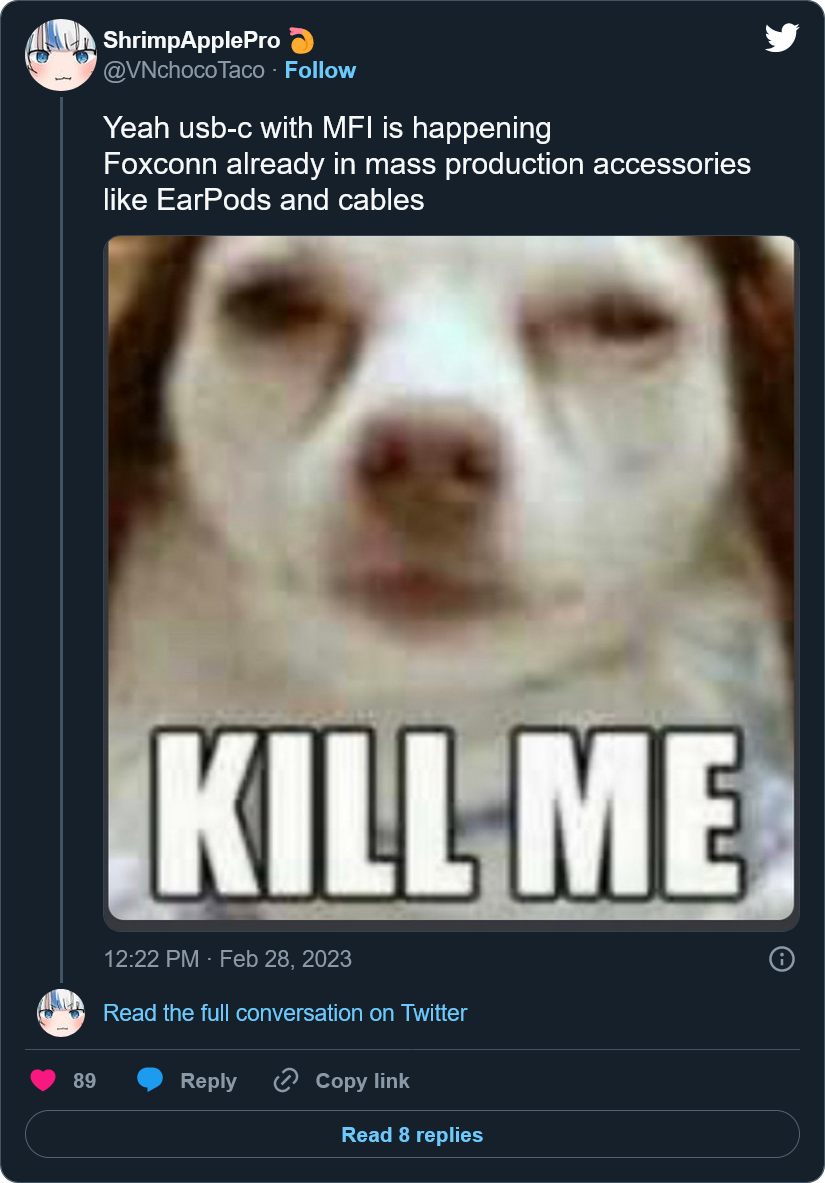 ShrimpApplePro 🍤
@VNchocoTaco · Follow
Yeah usb-c with MFI is happening
Foxconn already in mass production accessories
like EarPods and cables
KILL ME
12:22 PM · Feb 28, 2023
Read the full conversation on Twitter
89 Reply Copy link
Read 8 replies